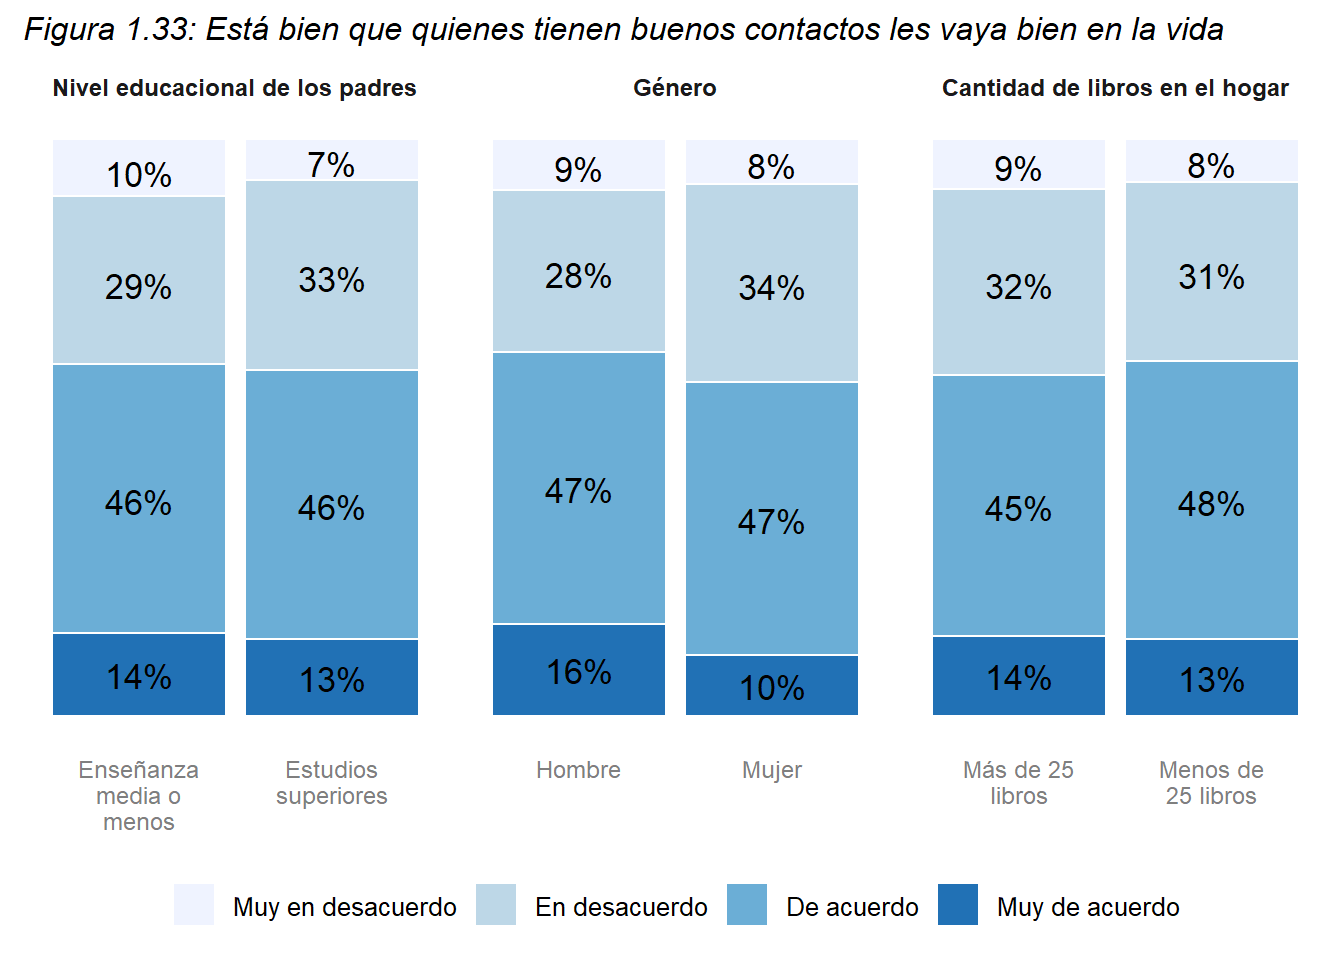 Figura 1.33: Está bien que quienes tienen buenos contactos les vaya bien en la vida
Nivel educacional de los padres
10%
7%
29%
33%
46%
46%
14%
13%
Enseñanza
media o
menos
Estudios
superiores
Género
9%
8%
28%
34%
47%
47%
16%
10%
Hombre
Mujer
Cantidad de libros en el hogar
9%
8%
32%
31%
45%
48%
14%
13%
Más de 25
libros
Menos de
25 libros
Muy en desacuerdo
En desacuerdo
De acuerdo
Muy de acuerdo